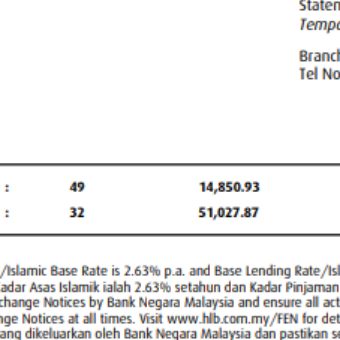 Statem
Tempo
Branch
Tel No
: 49 14,850.93
: 32 51,027.87
/Islamic Base Rate is 2.63% p.a. and Base Lending Rate/Isl
adar Asas Islamik ialah 2.63% setahun dan Kadar Pinjaman
change Notices by Bank Negara Malaysia and ensure all act
nge Notices at all times. Visit www.hlb.com.my/FEN for det
ang dikeluarkan oleh Bank Negara Malaysia dan pastikan se